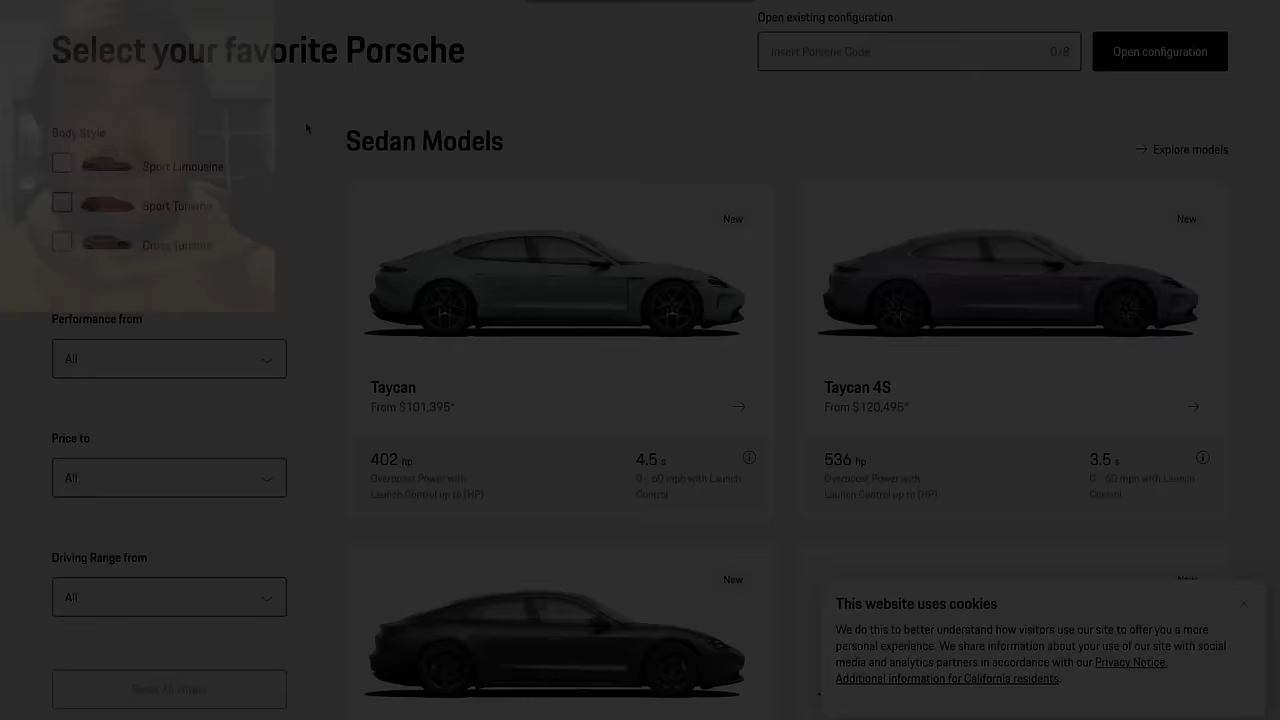 Select your favorite Porsche
Open existing configuration
Insert Porsche Code
0/8
Open configuration
Body Style
Sport Limousine
Sport Turismo
Cross Turismo
Performance from
All
Price to
All
Driving Range from
All
Reset All Filters
Sedan Models
Explore models
New
Taycan
From $101,395*
402 hp
Overboost Power with
Launch Control up to (HP)
4.5 s
0 - 60 mph with Launch
Control
New
Taycan 4S
From $120,495*
536 hp
Overboost Power with
Launch Control up to (HP)
3.5 s
0 - 60 mph with Launch
Control
New
New
This website uses cookies
We do this to better understand how visitors use our site to offer you a more
personal experience. We share information about your use of our site with social
media and analytics partners in accordance with our Privacy Notice.
Additional information for California residents.